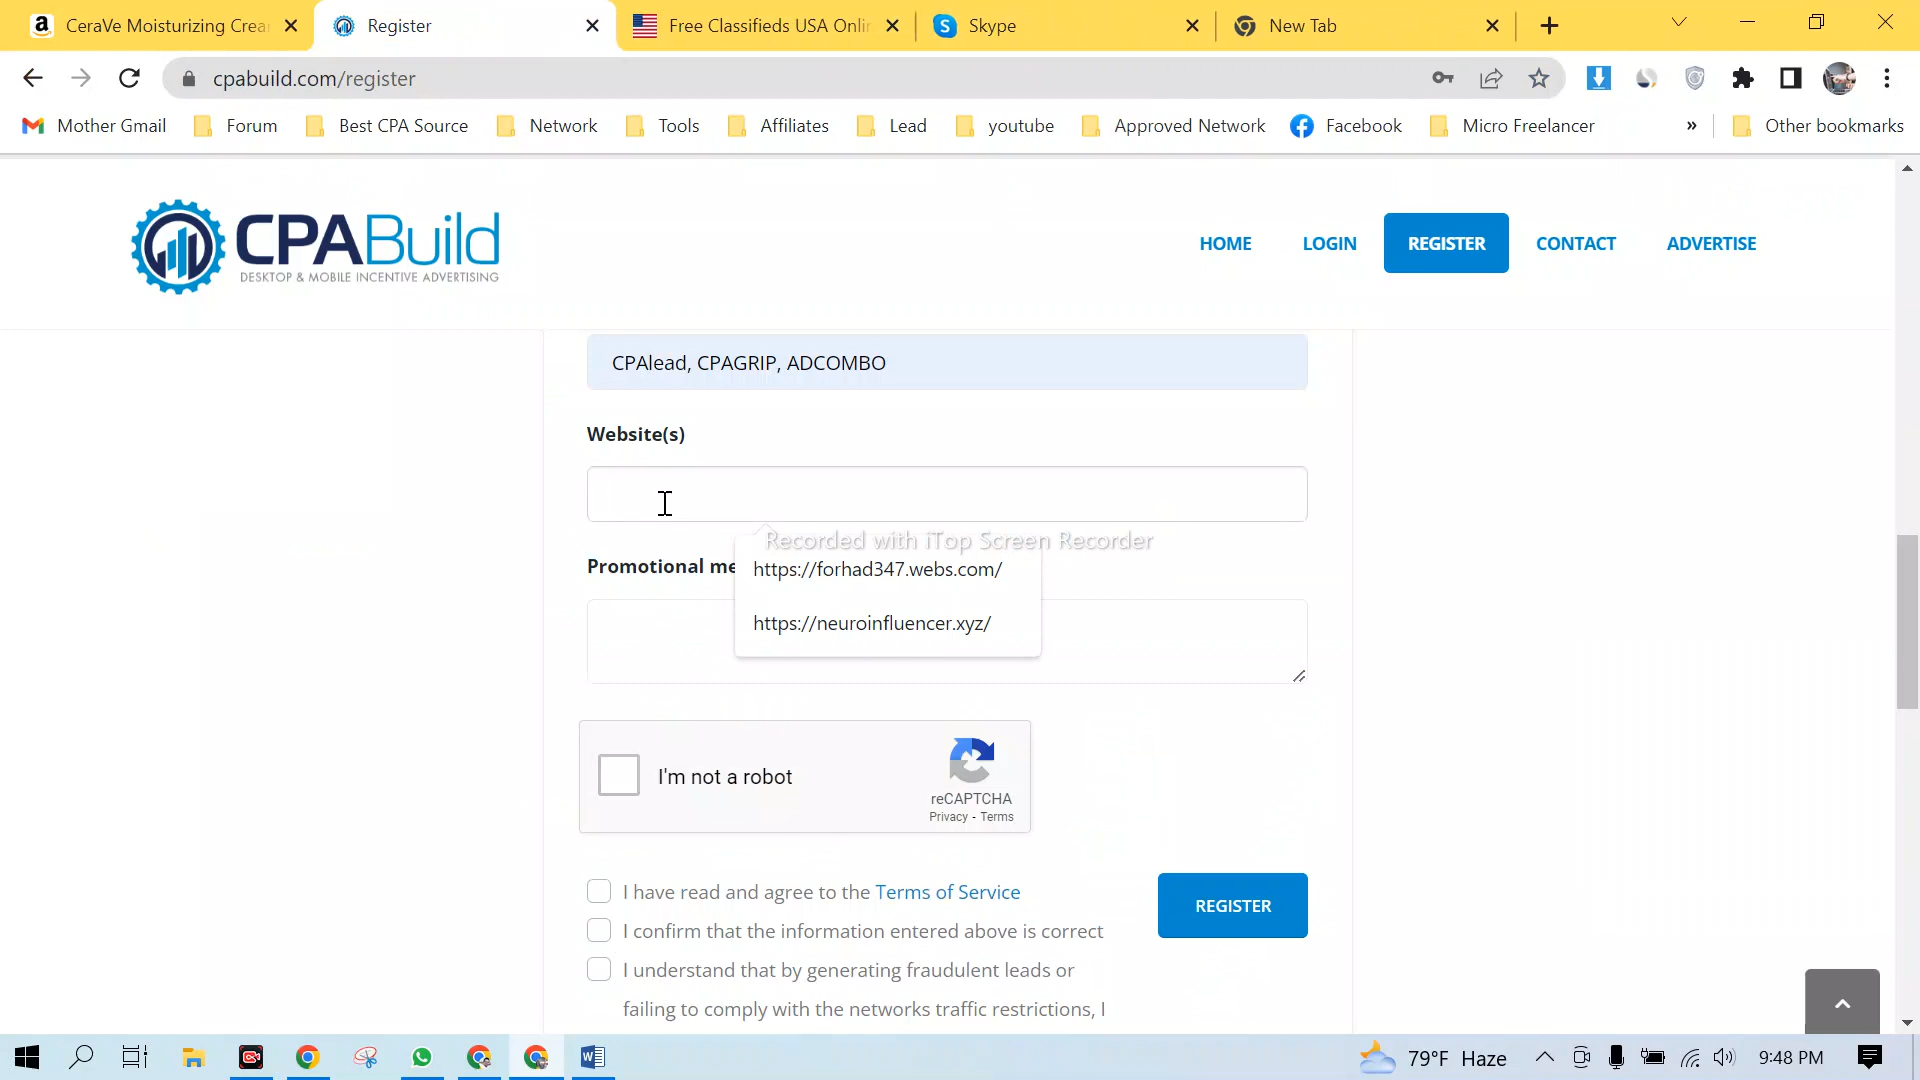 CeraVe Moisturizing Crea
Register
Free Classifieds USA Onli
Skype
New Tab
cpabuild.com/register
Mother Gmail
Forum
Best CPA Source
Network
Tools
Affiliates
Lead
youtube
Approved Network
Facebook
Micro Freelancer
»
Other bookmarks
CPABuild
DESKTOP & MOBILE INCENTIVE ADVERTISING
HOME
LOGIN
REGISTER
CONTACT
ADVERTISE
CPAlead, CPAGRIP, ADCOMBO
Website(s)
Recorded with iTop Screen Recorder
Promotional me
https://forhad347.webs.com/
https://neuroinfluencer.xyz/
I'm not a robot
reCAPTCHA
Privacy - Terms
I have read and agree to the Terms of Service
REGISTER
I confirm that the information entered above is correct
I understand that by generating fraudulent leads or
failing to comply with the networks traffic restrictions, I
79°F Haze
9:48 PM